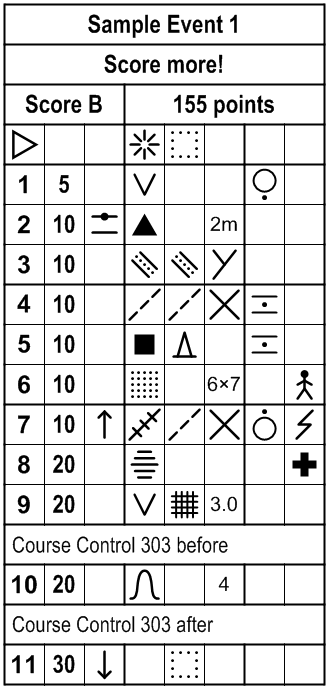 Sample Event 1
Score more!
Score B 155 points
1 5
2 10 2m
3 10
4 10
5 10
6 10 6×7
7 10
8 20
9 20 3.0
Course Control 303 before
10 20 4
Course Control 303 after
11 30